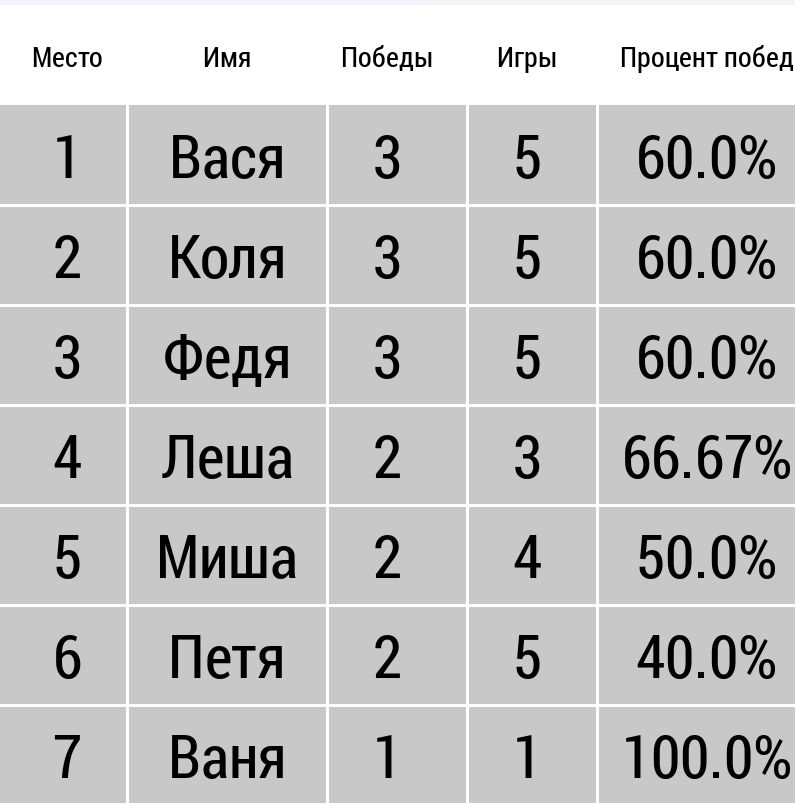 Место Имя Победы Игры Процент побед
1 Вася 3 5 60.0%
2 Коля 3 5 60.0%
3 Федя 3 5 60.0%
4 Леша 2 3 66.67%
5 Миша 2 4 50.0%
6 Петя 2 5 40.0%
7 Ваня 1 1 100.0%